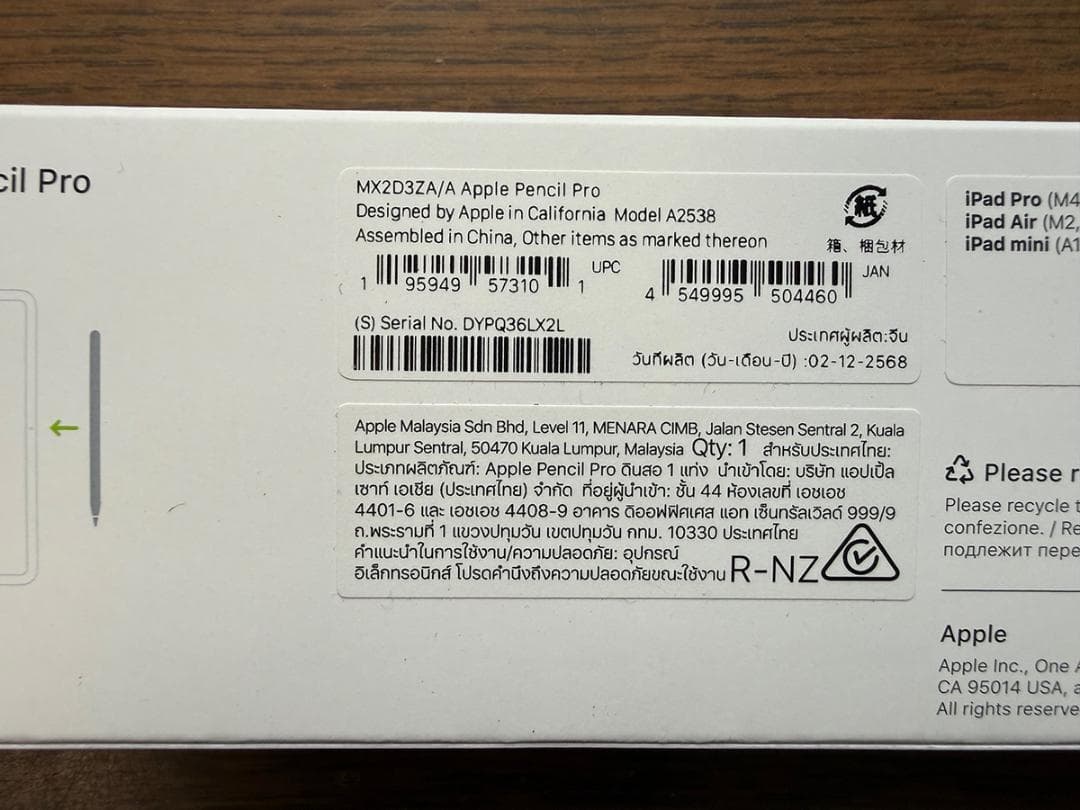 cil Pro
MX2D3ZA/A Apple Pencil Pro
Designed by Apple in California Model A2538
Assembled in China, Other items as marked thereon
紙
箱、梱包材
1 95949 57310 1 UPC
4 549995 504460 JAN
(S) Serial No. DYPQ36LX2L
ประเทศผู้ผลิต:จีน
วันที่ผลิต (วัน-เดือน-ปี) :02-12-2568
Apple Malaysia Sdn Bhd, Level 11, MENARA CIMB, Jalan Stesen Sentral 2, Kuala
Lumpur Sentral, 50470 Kuala Lumpur, Malaysia Qty: 1 สำหรับประเทศไทย:
ประเภทผลิตภัณฑ์: Apple Pencil Pro ดินสอ 1 แท่ง นำเข้าโดย: บริษัท แอปเปิ้ล
เซาท์ เอเชีย (ประเทศไทย) จำกัด ที่อยู่ผู้นำเข้า: ชั้น 44 ห้องเลขที่ เอชเอช
4401-6 และ เอชเอช 4408-9 อาคาร ดิออฟฟิศเศส แอท เซ็นทรัลเวิลด์ 999/9
ถ.พระรามที่ 1 แขวงปทุมวัน เขตปทุมวัน กทม. 10330 ประเทศไทย
คำแนะนำในการใช้งาน/ความปลอดภัย: อุปกรณ์
อิเล็กทรอนิกส์ โปรดคำนึงถึงความปลอดภัยขณะใช้งาน R-NZ
iPad Pro (M4
iPad Air (M2,
iPad mini (A1
Please r
Please recycle t
confezione. / Re
подлежит пере
Apple
Apple Inc., One A
CA 95014 USA, a
All rights reserve